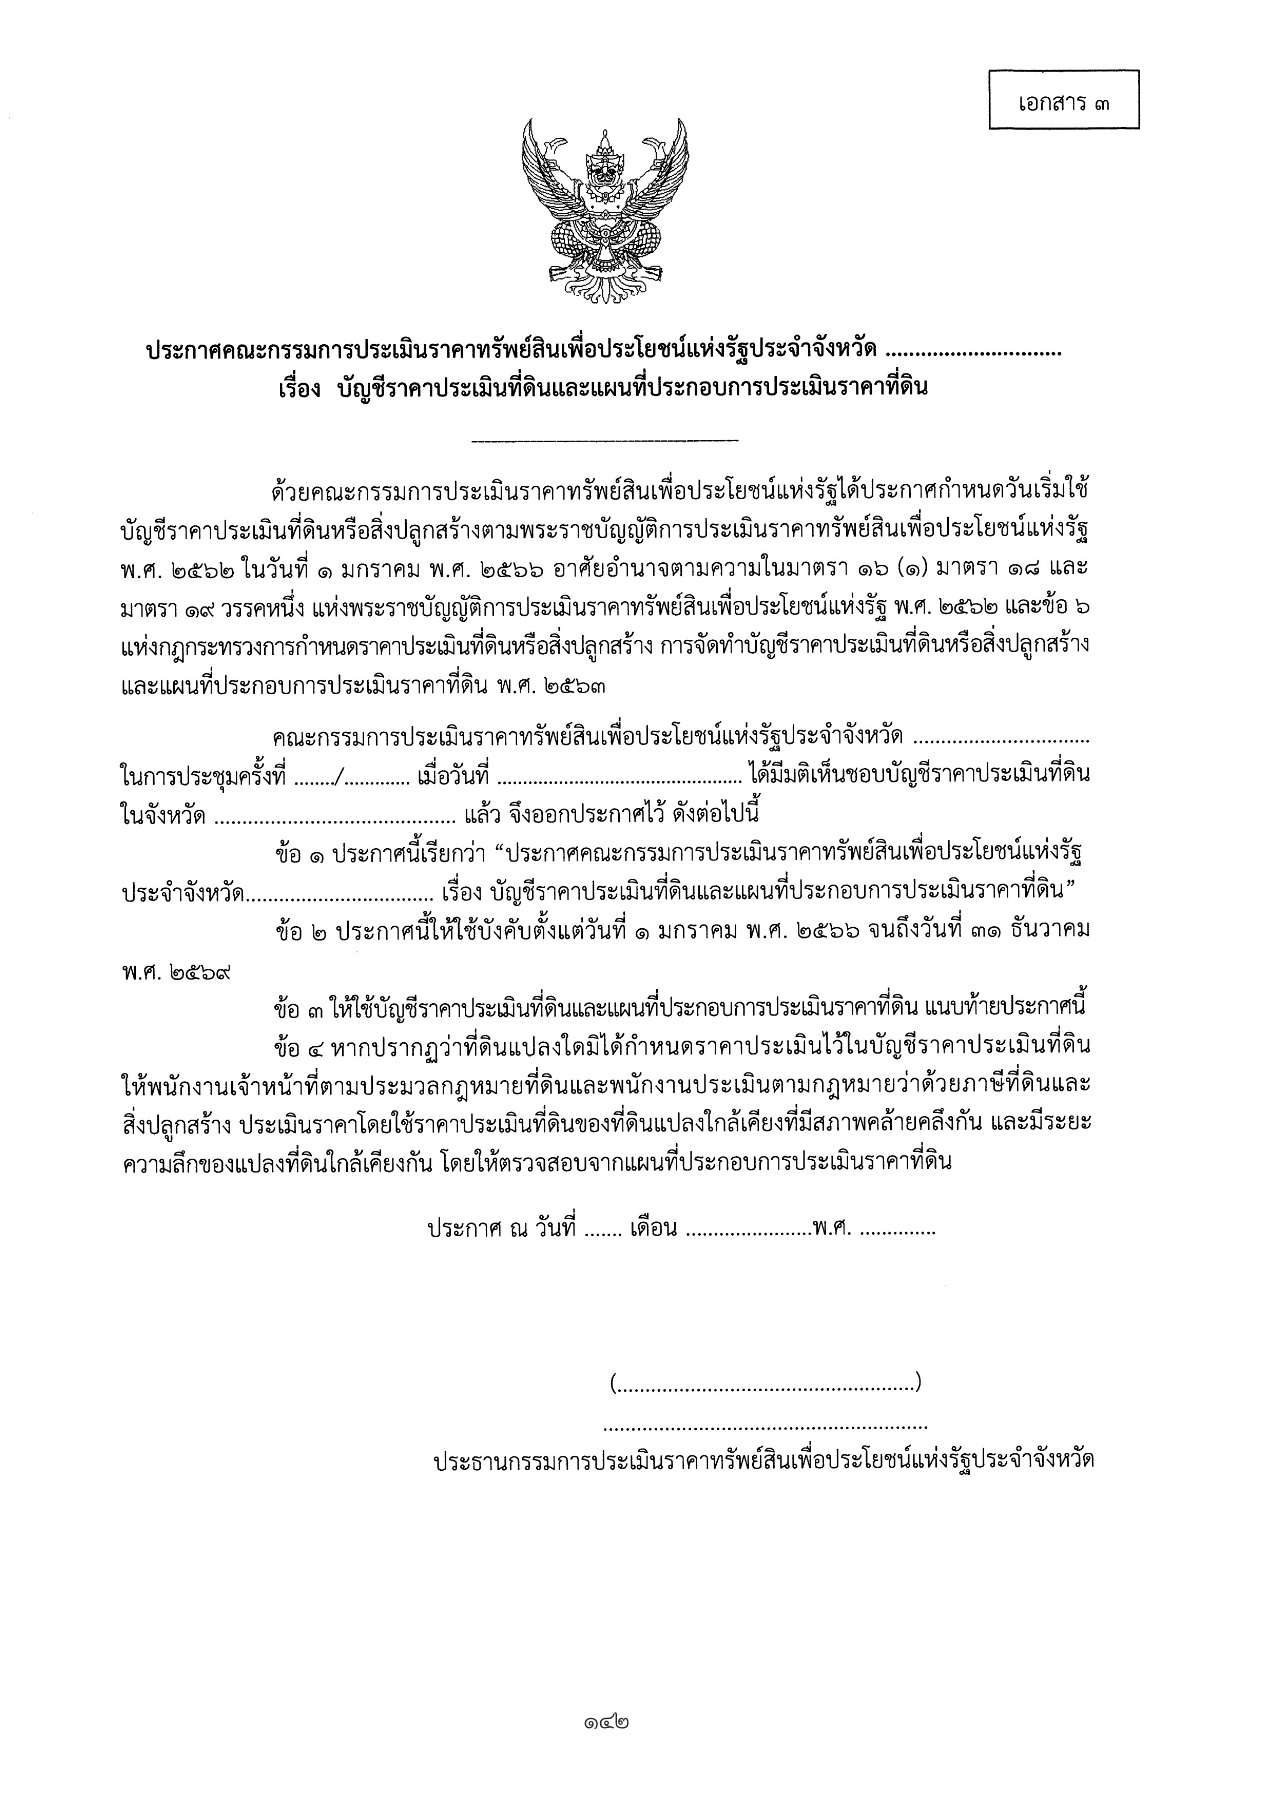 เอกสาร ๓
ประกาศคณะกรรมการประเมินราคาทรัพย์สินเพื่อประโยชน์แห่งรัฐประจำจังหวัด ..............................
เรื่อง บัญชีราคาประเมินที่ดินและแผนที่ประกอบการประเมินราคาที่ดิน
ด้วยคณะกรรมการประเมินราคาทรัพย์สินเพื่อประโยชน์แห่งรัฐได้ประกาศกำหนดวันเริ่มใช้
บัญชีราคาประเมินที่ดินหรือสิ่งปลูกสร้างตามพระราชบัญญัติการประเมินราคาทรัพย์สินเพื่อประโยชน์แห่งรัฐ
พ.ศ. ๒๕๖๒ ในวันที่ ๑ มกราคม พ.ศ. ๒๕๖๖ อาศัยอำนาจตามความในมาตรา ๑๖ (๑) มาตรา ๑๘ และ
มาตรา ๑๙ วรรคหนึ่ง แห่งพระราชบัญญัติการประเมินราคาทรัพย์สินเพื่อประโยชน์แห่งรัฐ พ.ศ. ๒๕๖๒ และข้อ ๖
แห่งกฎกระทรวงการกำหนดราคาประเมินที่ดินหรือสิ่งปลูกสร้าง การจัดทำบัญชีราคาประเมินที่ดินหรือสิ่งปลูกสร้าง
และแผนที่ประกอบการประเมินราคาที่ดิน พ.ศ. ๒๕๖๓
คณะกรรมการประเมินราคาทรัพย์สินเพื่อประโยชน์แห่งรัฐประจำจังหวัด ...............................
ในการประชุมครั้งที่ ......./............ เมื่อวันที่ ........................................... ได้มีมติเห็นชอบบัญชีราคาประเมินที่ดิน
ในจังหวัด ........................................... แล้ว จึงออกประกาศไว้ ดังต่อไปนี้
ข้อ ๑ ประกาศนี้เรียกว่า “ประกาศคณะกรรมการประเมินราคาทรัพย์สินเพื่อประโยชน์แห่งรัฐ
ประจำจังหวัด................................. เรื่อง บัญชีราคาประเมินที่ดินและแผนที่ประกอบการประเมินราคาที่ดิน”
ข้อ ๒ ประกาศนี้ให้ใช้บังคับตั้งแต่วันที่ ๑ มกราคม พ.ศ. ๒๕๖๖ จนถึงวันที่ ๓๑ ธันวาคม
พ.ศ. ๒๕๖๙
ข้อ ๓ ให้ใช้บัญชีราคาประเมินที่ดินและแผนที่ประกอบการประเมินราคาที่ดิน แนบท้ายประกาศนี้
ข้อ ๔ หากปรากฏว่าที่ดินแปลงใดมิได้กำหนดราคาประเมินไว้ในบัญชีราคาประเมินที่ดิน
ให้พนักงานเจ้าหน้าที่ตามประมวลกฎหมายที่ดินและพนักงานประเมินตามกฎหมายว่าด้วยภาษีที่ดินและ
สิ่งปลูกสร้าง ประเมินราคาโดยใช้ราคาประเมินที่ดินของที่ดินแปลงใกล้เคียงที่มีสภาพคล้ายคลึงกัน และมีระยะ
ความลึกของแปลงที่ดินใกล้เคียงกัน โดยให้ตรวจสอบจากแผนที่ประกอบการประเมินราคาที่ดิน
ประกาศ ณ วันที่ ....... เดือน .......................พ.ศ. ..............
(.....................................................)
..........................................................
ประธานกรรมการประเมินราคาทรัพย์สินเพื่อประโยชน์แห่งรัฐประจำจังหวัด
๑๔๒